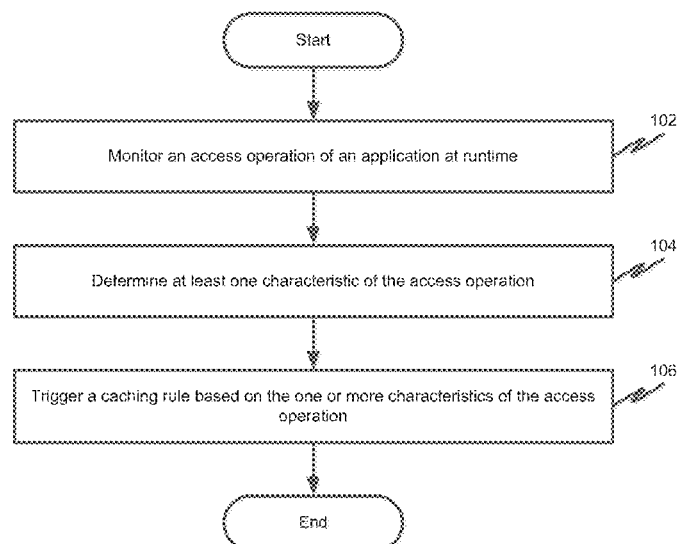 Start
102
Monitor an access operation of an application at runtime
104
Determine at least one characteristic of the access operation
106
Trigger a caching rule based on the one or more characteristics of the access
operation
End